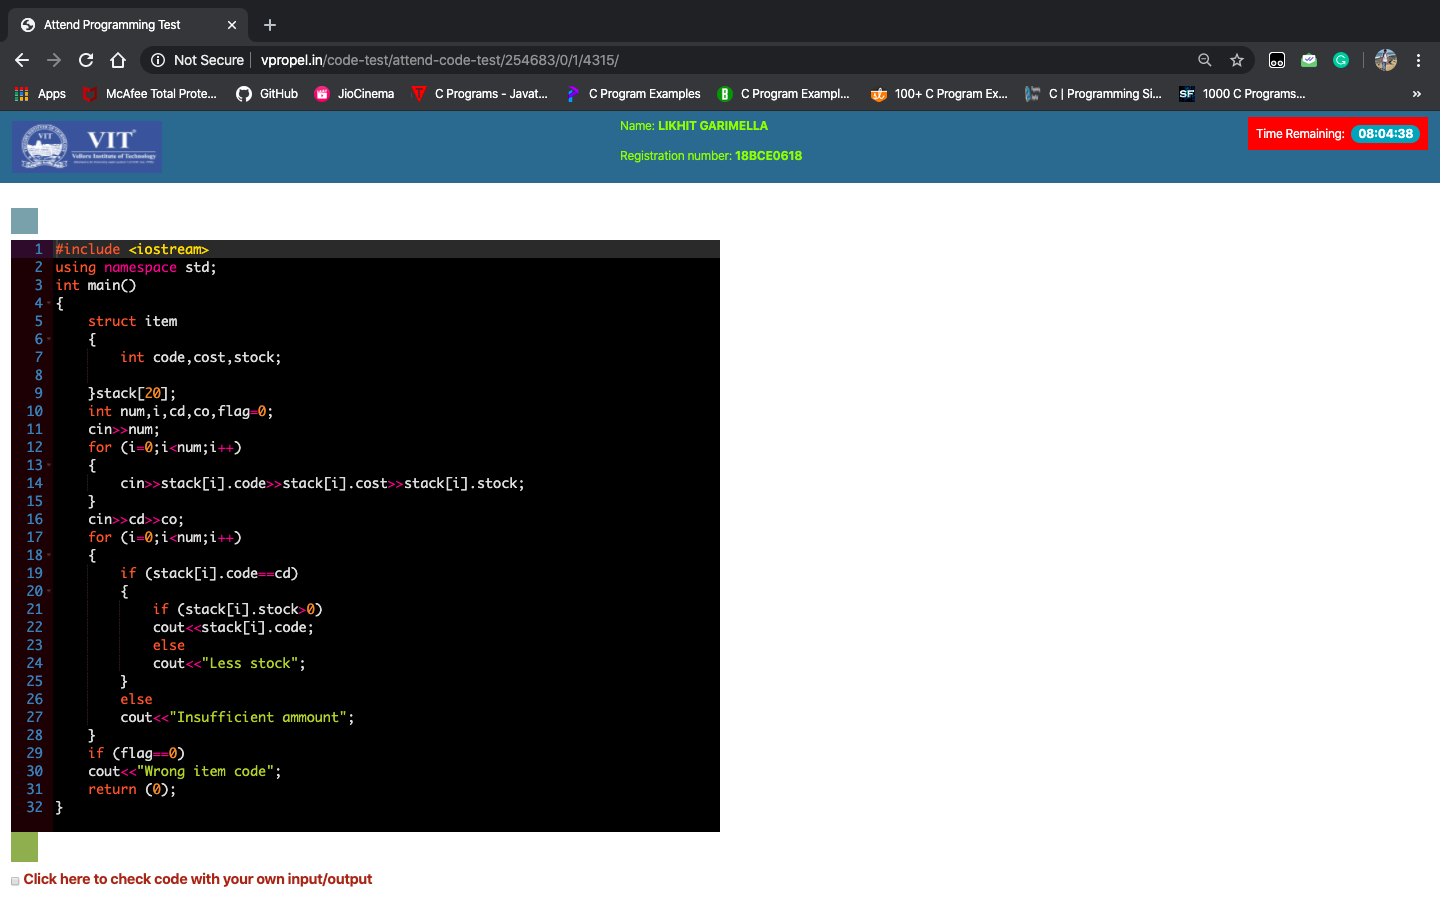 Attend Programming Test
Not Secure vpropel.in/code-test/attend-code-test/254683/0/1/4315/
Apps McAfee Total Prote... GitHub JioCinema C Programs - Javat... C Program Examples C Program Exampl... 100+ C Program Ex... C | Programming Si... SF 1000 C Programs... »
VIT
VIT
Vellore Institute of Technology
Name: LIKHIT GARIMELLA
Registration number: 18BCE0618
Time Remaining: 08:04:38
1 #include <iostream>
2 using namespace std;
3 int main()
4 {
5 struct item
6 {
7 int code,cost,stock;
8
9 }stack[20];
10 int num,i,cd,co,flag=0;
11 cin>>num;
12 for (i=0;i<num;i++)
13 {
14 cin>>stack[i].code>>stack[i].cost>>stack[i].stock;
15 }
16 cin>>cd>>co;
17 for (i=0;i<num;i++)
18 {
19 if (stack[i].code==cd)
20 {
21 if (stack[i].stock>0)
22 cout<<stack[i].code;
23 else
24 cout<<"Less stock";
25 }
26 else
27 cout<<"Insufficient ammount";
28 }
29 if (flag==0)
30 cout<<"Wrong item code";
31 return (0);
32 }
Click here to check code with your own input/output